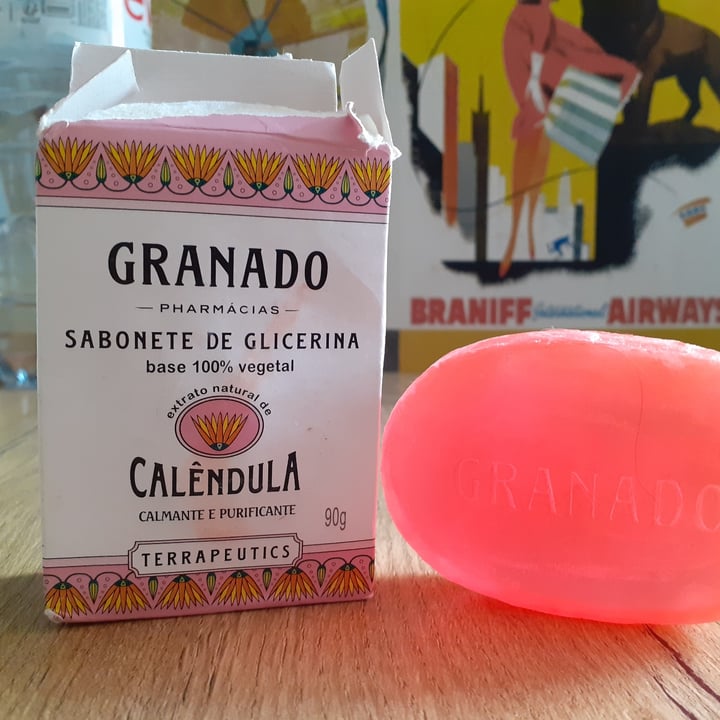 GRANADO
PHARMÁCIAS
SABONETE DE GLICERINA
base 100% vegetal
extrato natural de
CALÊNDULA
CALMANTE E PURIFICANTE
90g
TERRAPEUTICS
GRANADO
BRANIFF International AIRWAYS